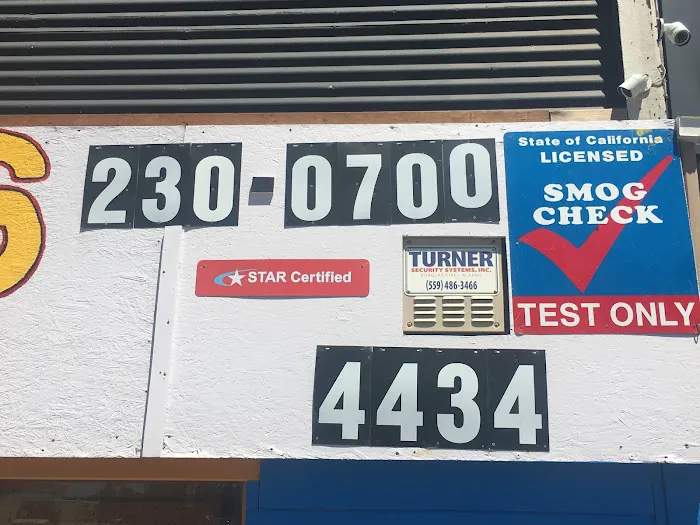 230-0700
STAR Certified
TURNER
SECURITY SYSTEMS, INC.
(559) 486-3466
State of California
LICENSED
SMOG
CHECK
TEST ONLY
4434